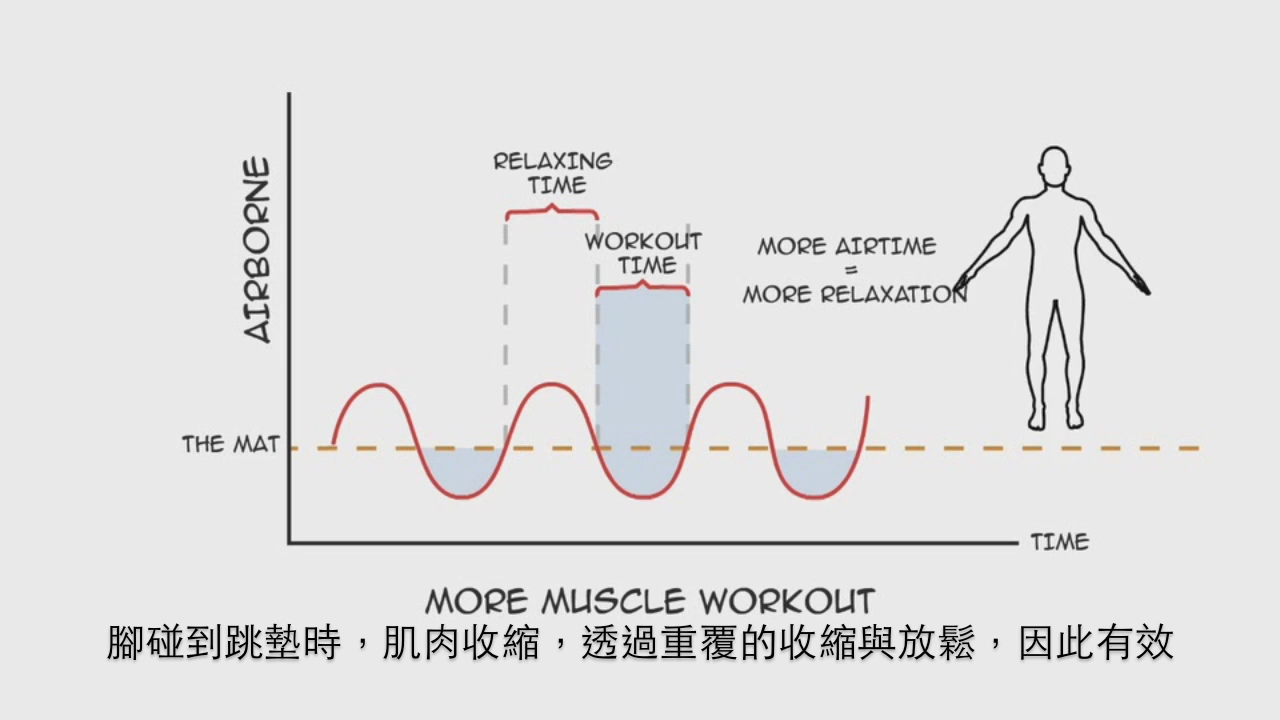 RELAXING
TIME
WORKOUT
TIME
MORE AIRTIME
=
MORE RELAXATION
AIRBORNE
THE MAT
TIME
MORE MUSCLE WORKOUT
腳碰到跳墊時，肌肉收縮，透過重覆的收縮與放鬆，因此有效